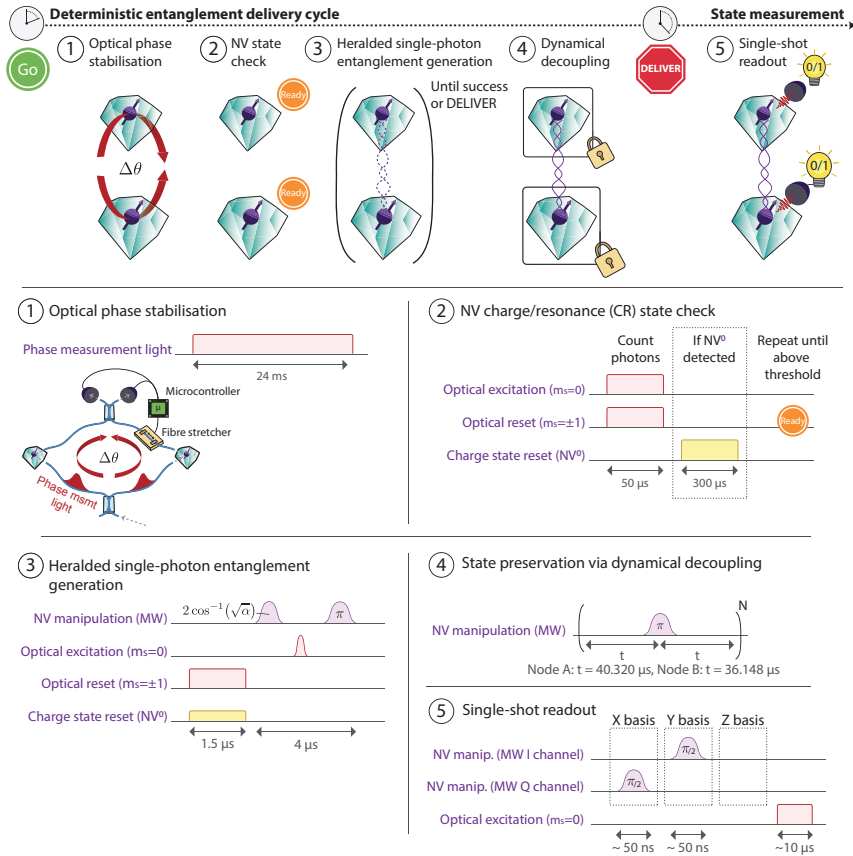 Deterministic entanglement delivery cycle
State measurement
Go
1 Optical phase
stabilisation
2 NV state
check
3 Heralded single-photon
entanglement generation
4 Dynamical
decoupling
DELIVER
5 Single-shot
readout
Until success
or DELIVER
Ready
Ready
Δθ
0/1
0/1
1 Optical phase stabilisation
Phase measurement light
24 ms
Microcontroller
μ
Fibre stretcher
Δθ
Phase msmt
light
2 NV charge/resonance (CR) state check
Count
photons
If NV⁰
detected
Repeat until
above
threshold
Optical excitation (mₛ=0)
Optical reset (mₛ=±1)
Ready
Charge state reset (NV⁰)
50 μs
300 μs
3 Heralded single-photon entanglement
generation
NV manipulation (MW)
2 cos⁻¹(√α)
π
Optical excitation (mₛ=0)
Optical reset (mₛ=±1)
Charge state reset (NV⁰)
1.5 μs
4 μs
4 State preservation via dynamical decoupling
N
NV manipulation (MW)
π
t
t
Node A: t = 40.320 μs, Node B: t = 36.148 μs
5 Single-shot readout
X basis
Y basis
Z basis
NV manip. (MW I channel)
π/2
NV manip. (MW Q channel)
π/2
Optical excitation (mₛ=0)
~ 50 ns
~ 50 ns
~10 μs